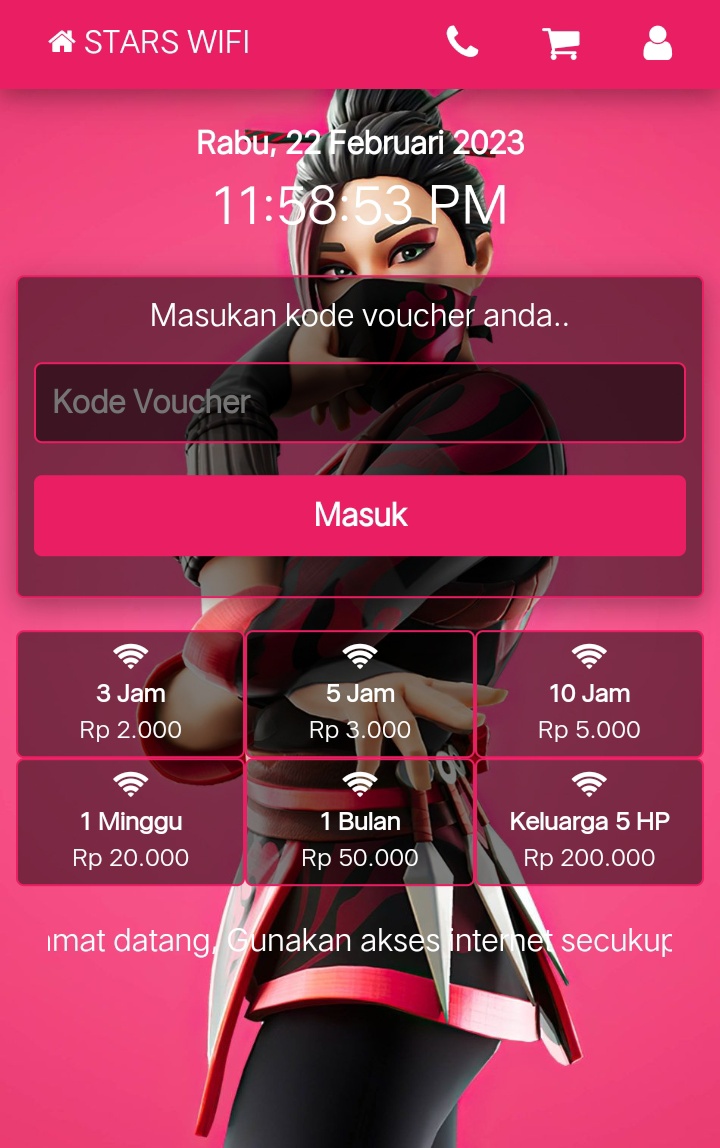 STARS WIFI
Rabu, 22 Februari 2023
11:58:53 PM
Masukan kode voucher anda..
Kode Voucher
Masuk
3 Jam
Rp 2.000
5 Jam
Rp 3.000
10 Jam
Rp 5.000
1 Minggu
Rp 20.000
1 Bulan
Rp 50.000
Keluarga 5 HP
Rp 200.000
amat datang, Gunakan akses internet secukup